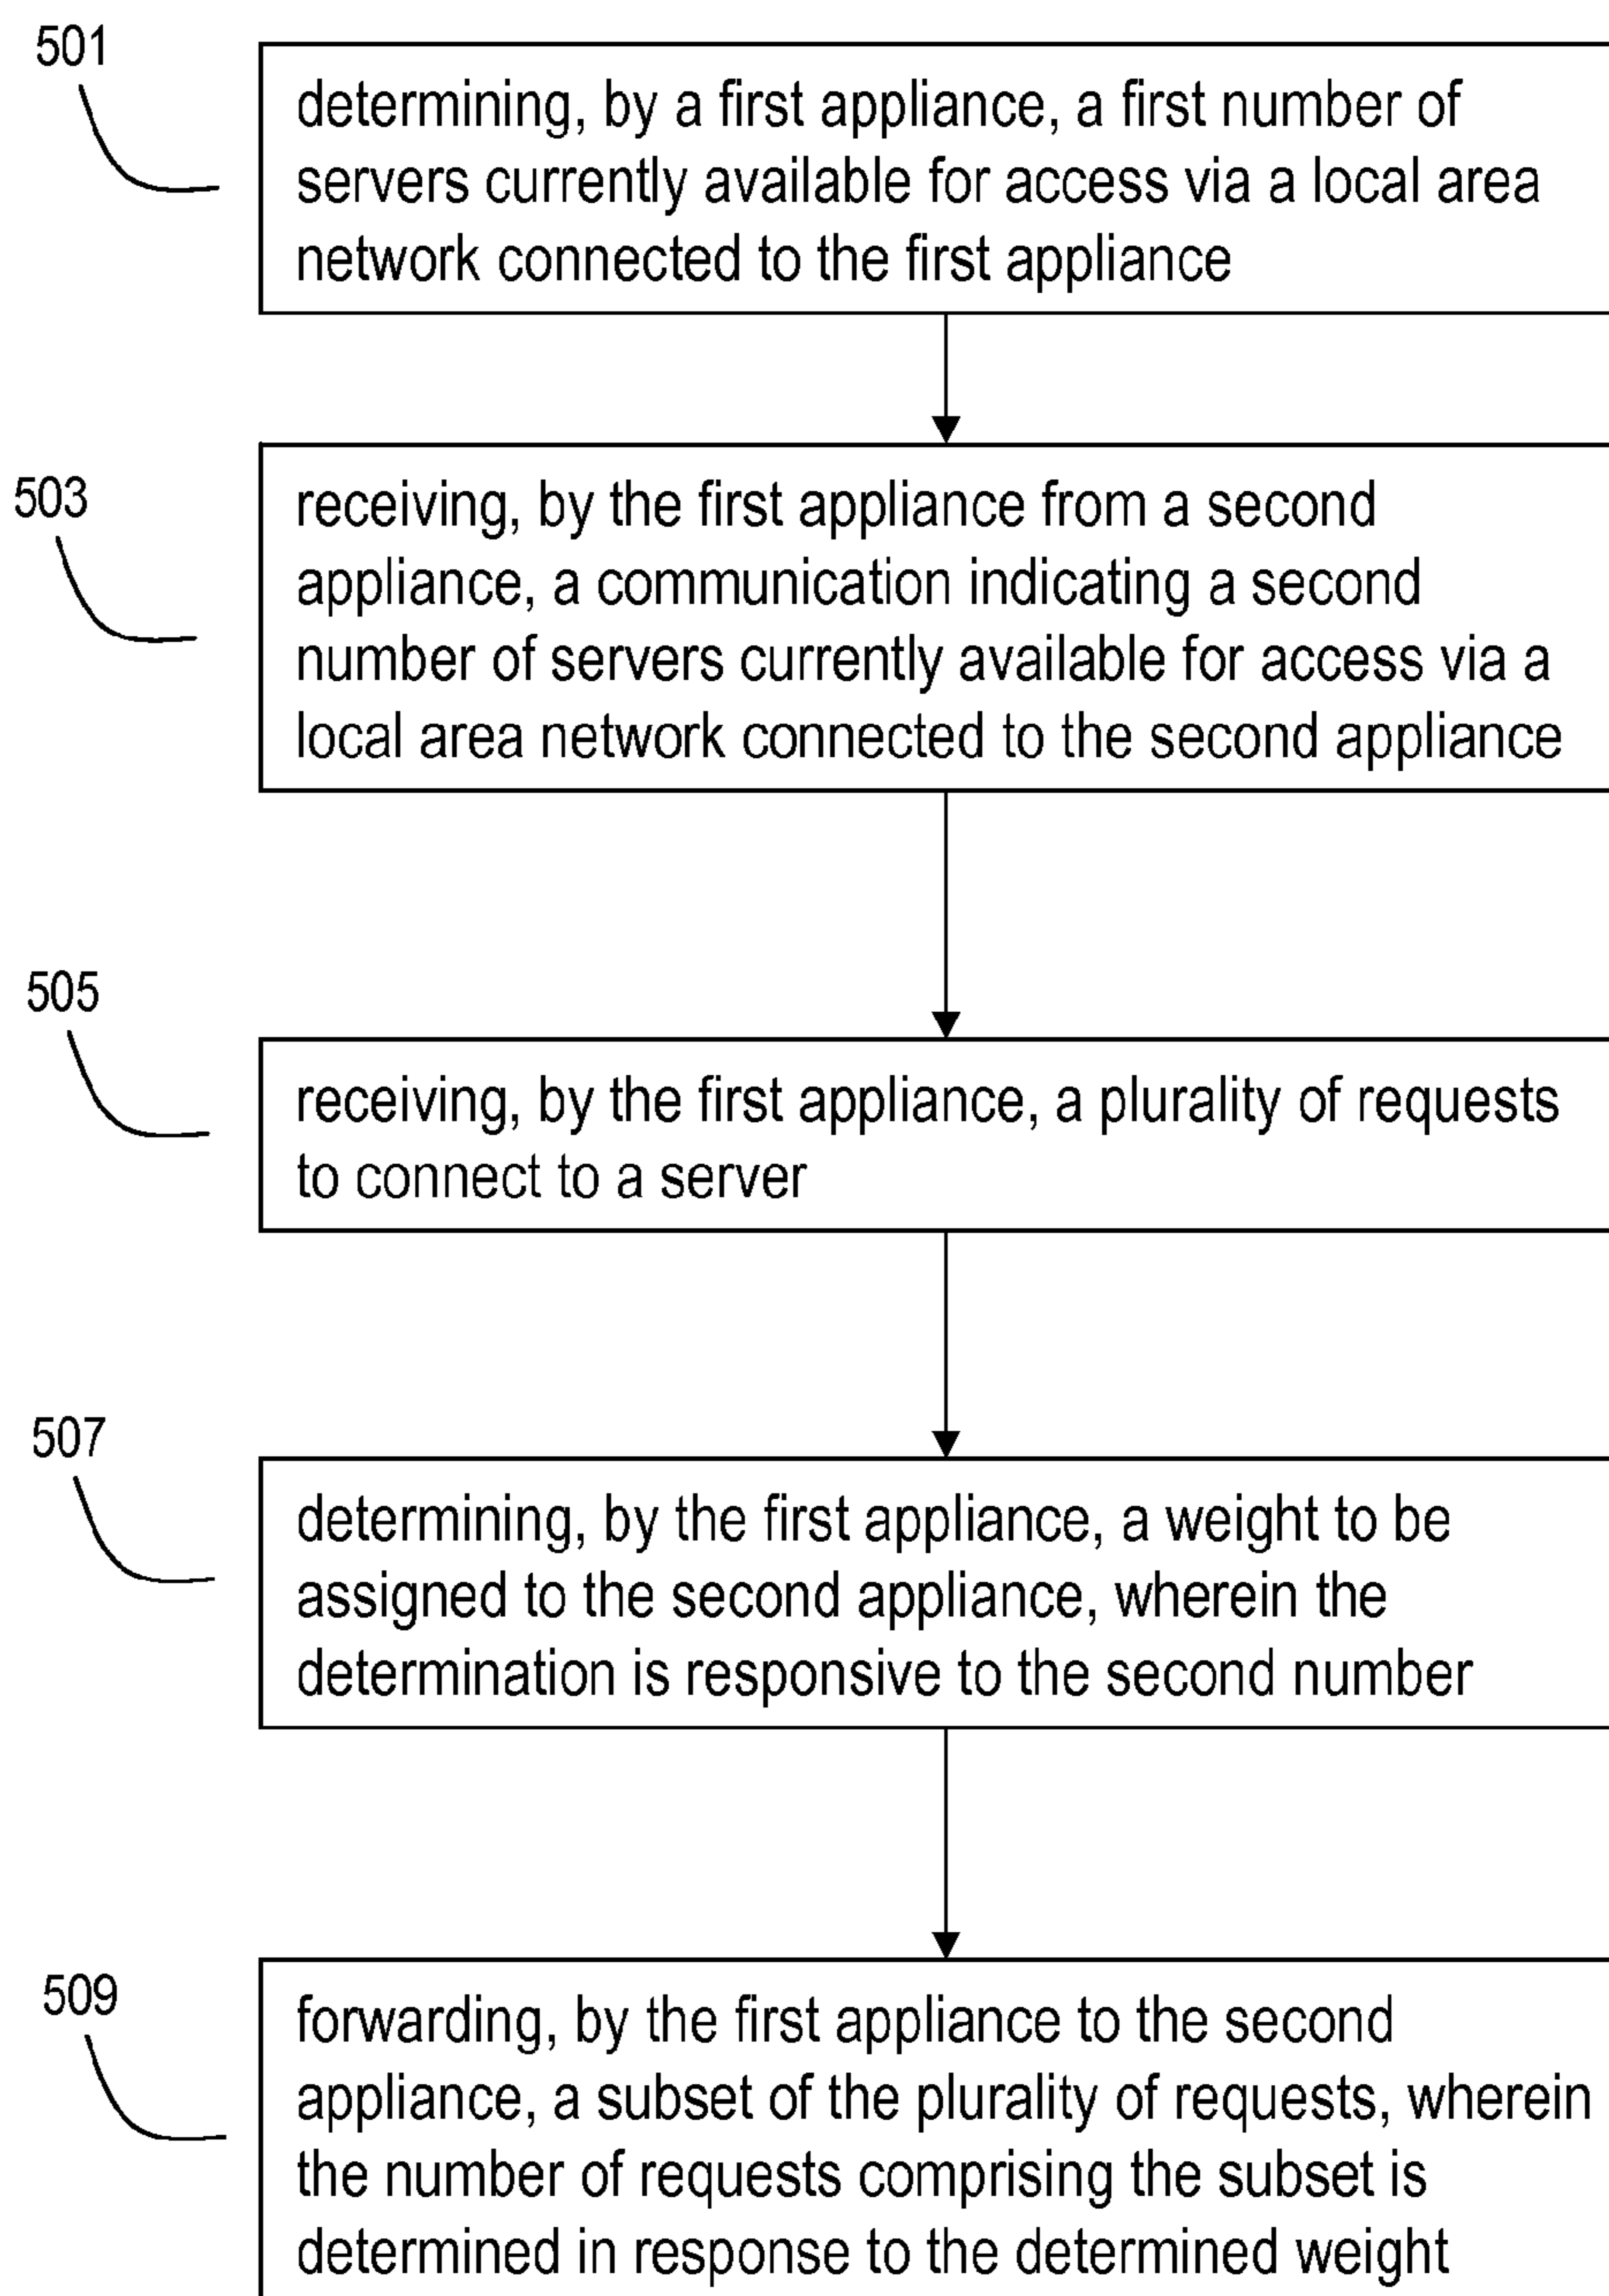 501
determining, by a first appliance, a first number of
servers currently available for access via a local area
network connected to the first appliance
503
receiving, by the first appliance from a second
appliance, a communication indicating a second
number of servers currently available for access via a
local area network connected to the second appliance
505
receiving, by the first appliance, a plurality of requests
to connect to a server
507
determining, by the first appliance, a weight to be
assigned to the second appliance, wherein the
determination is responsive to the second number
509
forwarding, by the first appliance to the second
appliance, a subset of the plurality of requests, wherein
the number of requests comprising the subset is
determined in response to the determined weight